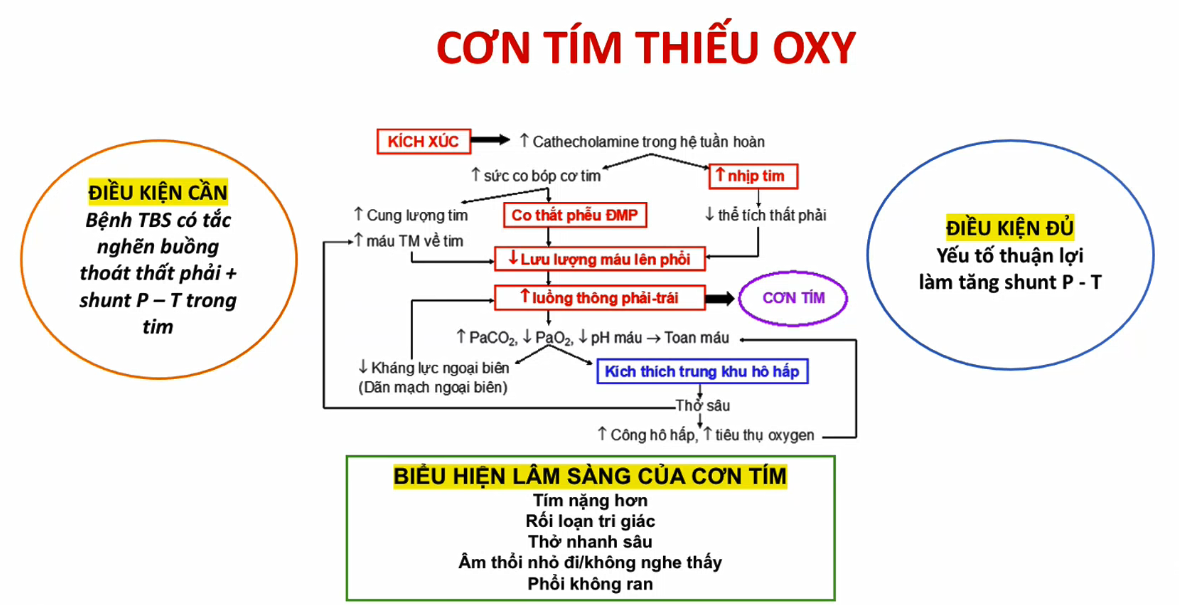 CƠN TÍM THIẾU OXY
KÍCH XÚC
↑ Cathecholamine trong hệ tuần hoàn
↑ sức co bóp cơ tim
↑ nhịp tim
ĐIỀU KIỆN CẦN
Bệnh TBS có tắc
nghẽn buồng
thoát thất phải +
shunt P – T trong
tim
↑ Cung lượng tim
Co thắt phễu ĐMP
↓ thể tích thất phải
↑ máu TM về tim
↓ Lưu lượng máu lên phổi
↑ luồng thông phải-trái
CƠN TÍM
ĐIỀU KIỆN ĐỦ
Yếu tố thuận lợi
làm tăng shunt P - T
↑ PaCO₂, ↓ PaO₂, ↓ pH máu → Toan máu
↓ Kháng lực ngoại biên
(Dãn mạch ngoại biên)
Kích thích trung khu hô hấp
Thở sâu
↑ Công hô hấp, ↑ tiêu thụ oxygen
BIỂU HIỆN LÂM SÀNG CỦA CƠN TÍM
Tím nặng hơn
Rối loạn tri giác
Thở nhanh sâu
Âm thổi nhỏ đi/không nghe thấy
Phổi không ran